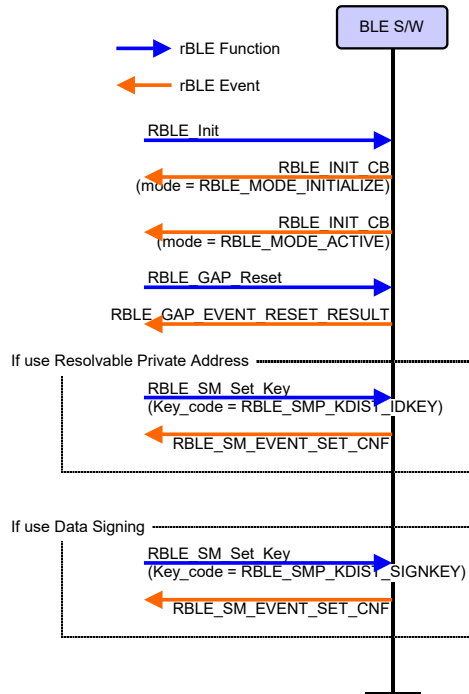 BLE S/W
rBLE Function
rBLE Event
RBLE_Init
RBLE_INIT_CB
(mode = RBLE_MODE_INITIALIZE)
RBLE_INIT_CB
(mode = RBLE_MODE_ACTIVE)
RBLE_GAP_Reset
RBLE_GAP_EVENT_RESET_RESULT
If use Resolvable Private Address
RBLE_SM_Set_Key
(Key_code = RBLE_SMP_KDIST_IDKEY)
RBLE_SM_EVENT_SET_CNF
If use Data Signing
RBLE_SM_Set_Key
(Key_code = RBLE_SMP_KDIST_SIGNKEY)
RBLE_SM_EVENT_SET_CNF